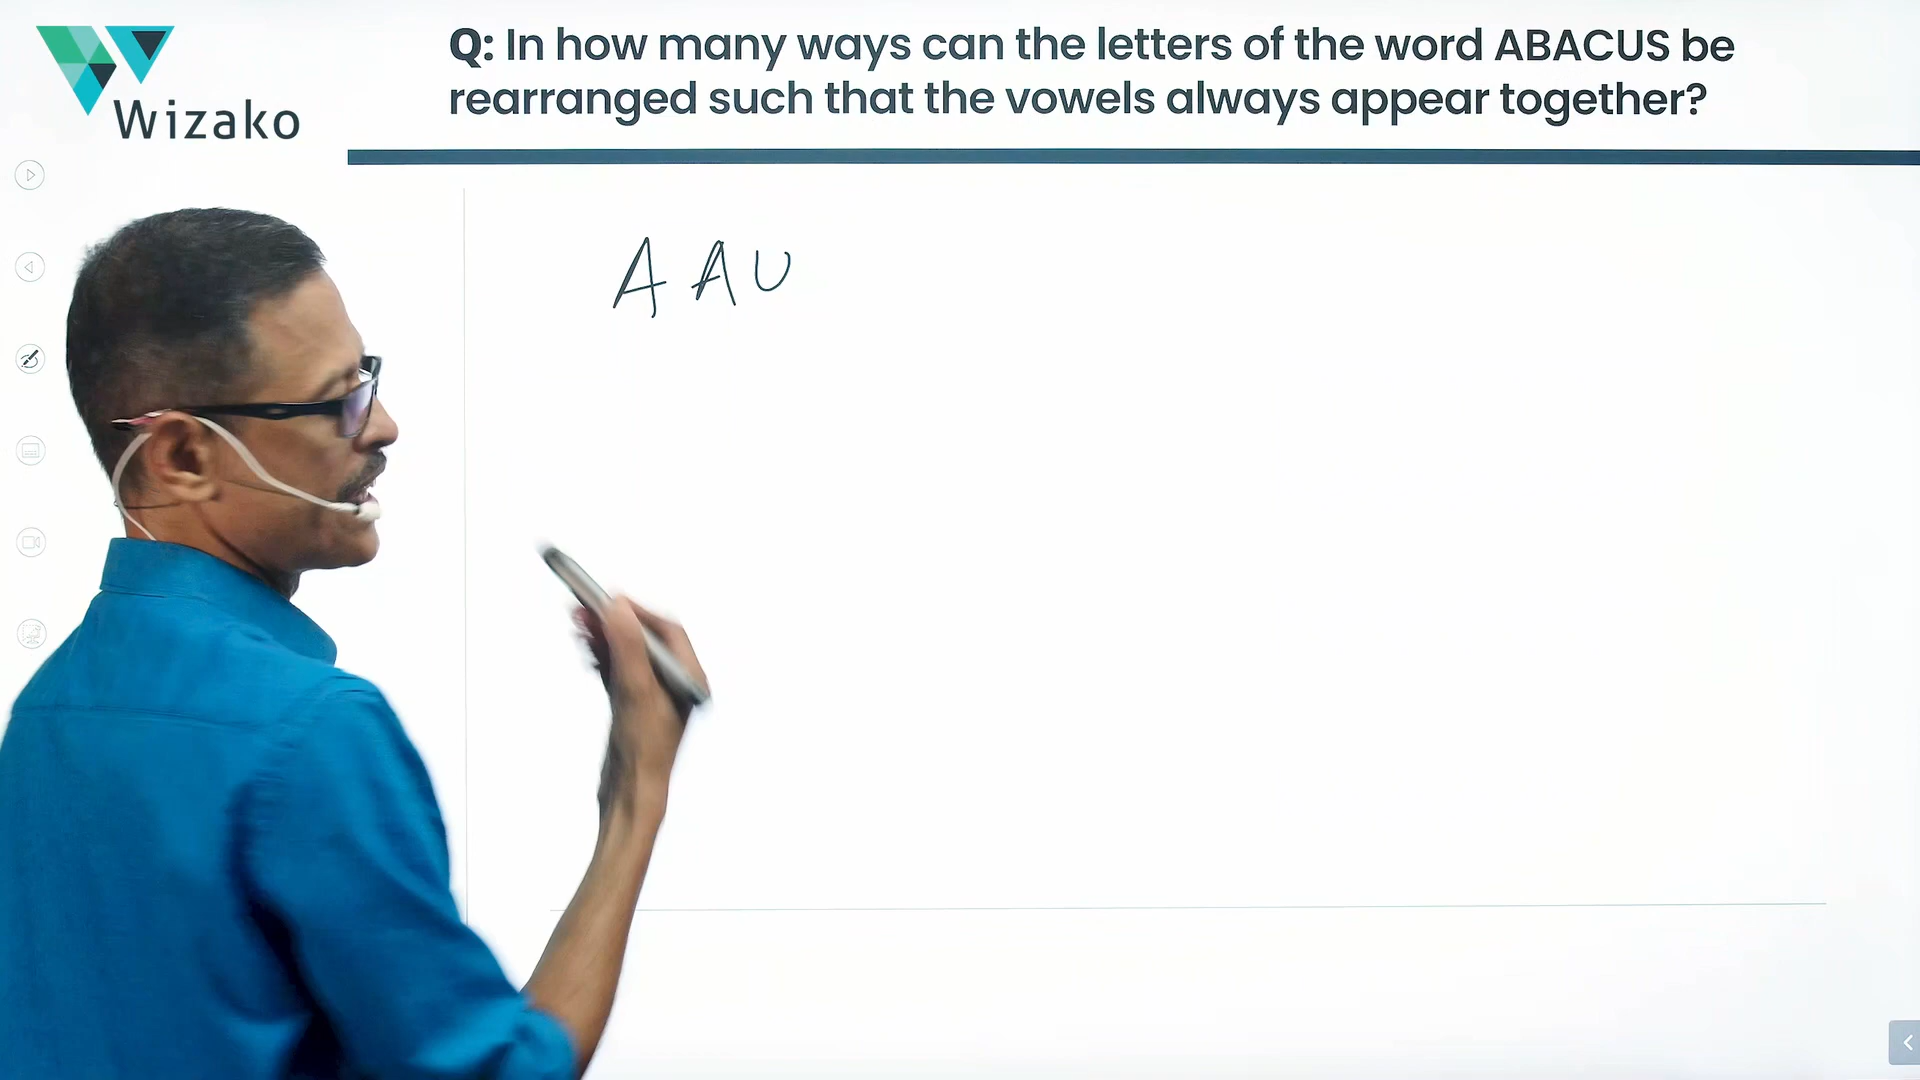 Wizako
Q: In how many ways can the letters of the word ABACUS be
rearranged such that the vowels always appear together?
A A U